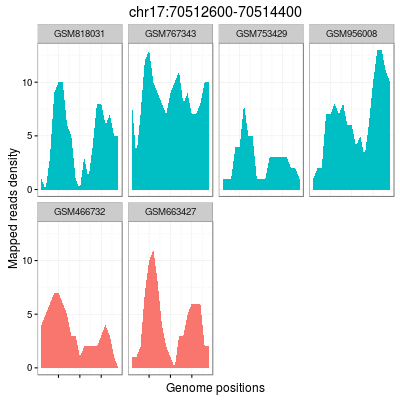 chr17:70512600-70514400
GSM818031 GSM767343 GSM753429 GSM956008
10
5
0
GSM466732 GSM663427
10
5
0
Mapped reads density
Genome positions